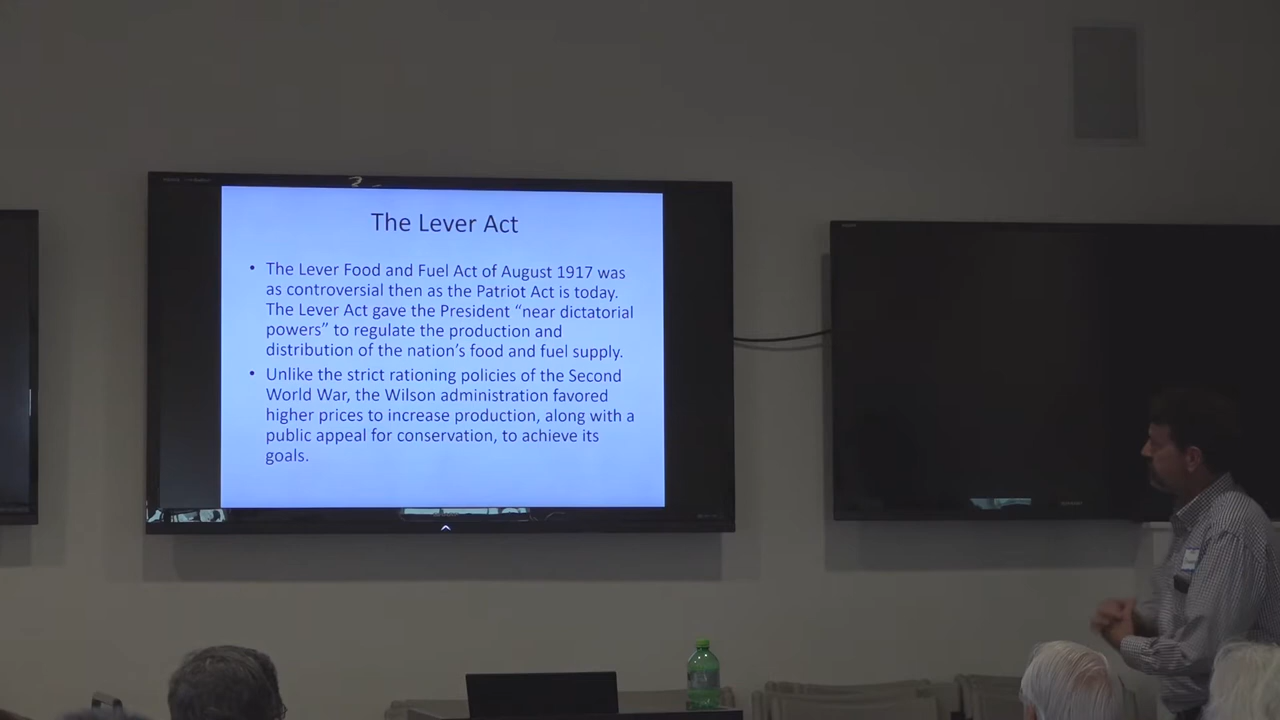 The Lever Act
• The Lever Food and Fuel Act of August 1917 was
as controversial then as the Patriot Act is today.
The Lever Act gave the President “near dictatorial
powers” to regulate the production and
distribution of the nation’s food and fuel supply.
• Unlike the strict rationing policies of the Second
World War, the Wilson administration favored
higher prices to increase production, along with a
public appeal for conservation, to achieve its
goals.